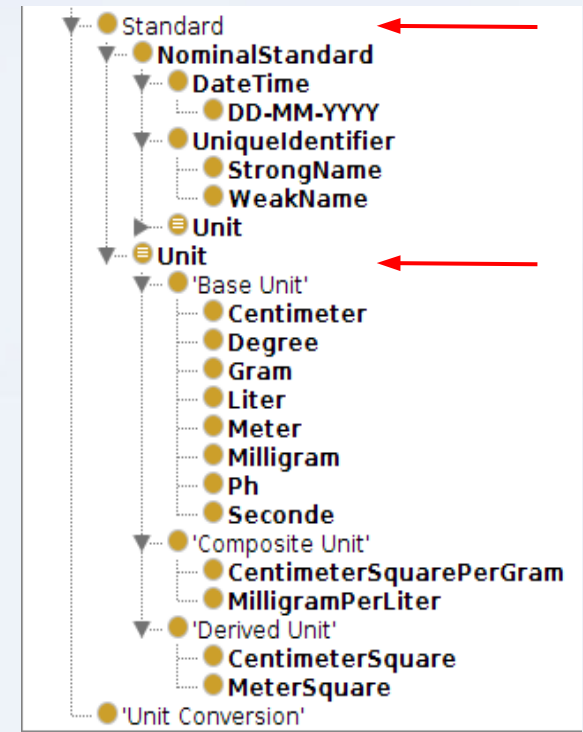 Standard
NominalStandard
DateTime
DD-MM-YYYY
UniqueIdentifier
StrongName
WeakName
Unit
Unit
'Base Unit'
Centimeter
Degree
Gram
Liter
Meter
Milligram
Ph
Seconde
'Composite Unit'
CentimeterSquarePerGram
MilligramPerLiter
'Derived Unit'
CentimeterSquare
MeterSquare
'Unit Conversion'